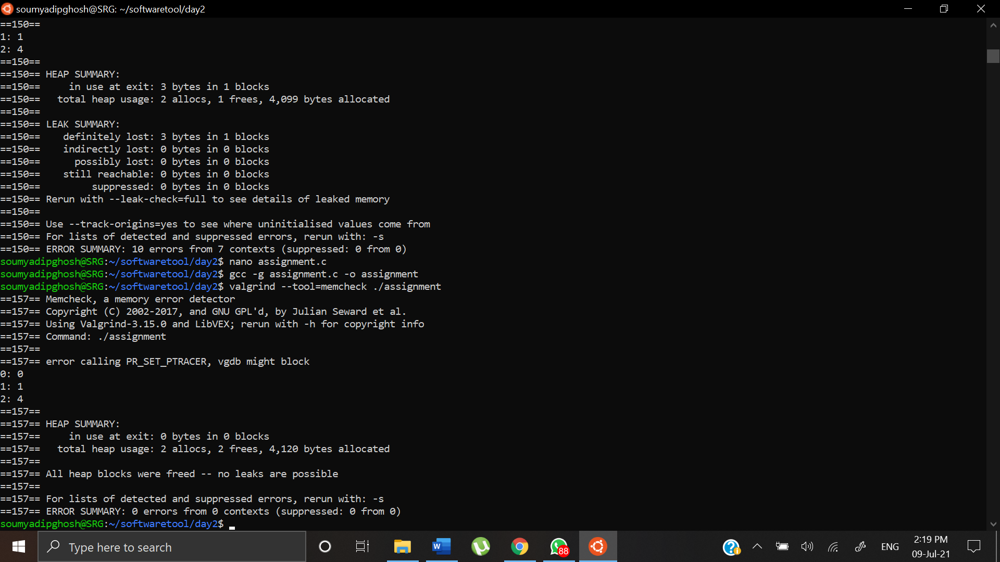 soumyadipghosh@SRG: ~/softwaretool/day2
==150==
1: 1
2: 4
==150==
==150== HEAP SUMMARY:
==150==     in use at exit: 3 bytes in 1 blocks
==150==   total heap usage: 2 allocs, 1 frees, 4,099 bytes allocated
==150==
==150== LEAK SUMMARY:
==150==    definitely lost: 3 bytes in 1 blocks
==150==    indirectly lost: 0 bytes in 0 blocks
==150==      possibly lost: 0 bytes in 0 blocks
==150==    still reachable: 0 bytes in 0 blocks
==150==         suppressed: 0 bytes in 0 blocks
==150== Rerun with --leak-check=full to see details of leaked memory
==150==
==150== Use --track-origins=yes to see where uninitialised values come from
==150== For lists of detected and suppressed errors, rerun with: -s
==150== ERROR SUMMARY: 10 errors from 7 contexts (suppressed: 0 from 0)
soumyadipghosh@SRG:~/softwaretool/day2$ nano assignment.c
soumyadipghosh@SRG:~/softwaretool/day2$ gcc -g assignment.c -o assignment
soumyadipghosh@SRG:~/softwaretool/day2$ valgrind --tool=memcheck ./assignment
==157== Memcheck, a memory error detector
==157== Copyright (C) 2002-2017, and GNU GPL'd, by Julian Seward et al.
==157== Using Valgrind-3.15.0 and LibVEX; rerun with -h for copyright info
==157== Command: ./assignment
==157==
==157== error calling PR_SET_PTRACER, vgdb might block
0: 0
1: 1
2: 4
==157==
==157== HEAP SUMMARY:
==157==     in use at exit: 0 bytes in 0 blocks
==157==   total heap usage: 2 allocs, 2 frees, 4,120 bytes allocated
==157==
==157== All heap blocks were freed -- no leaks are possible
==157==
==157== For lists of detected and suppressed errors, rerun with: -s
==157== ERROR SUMMARY: 0 errors from 0 contexts (suppressed: 0 from 0)
soumyadipghosh@SRG:~/softwaretool/day2$
Type here to search
W
88
ENG
2:19 PM
09-Jul-21